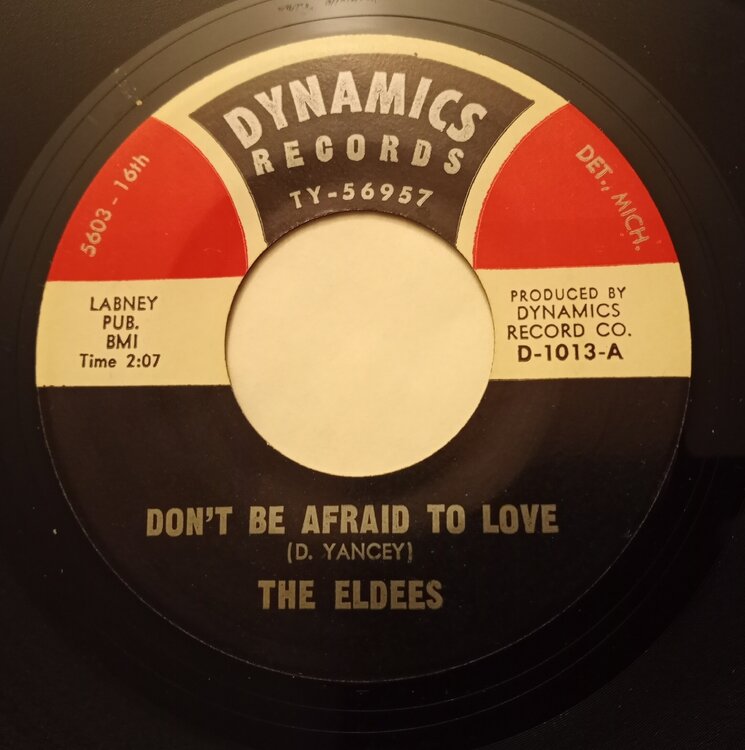 DYNAMICS
RECORDS
TY-56957
5603 - 16th
DET., MICH.
LABNEY
PUB.
BMI
Time 2:07
PRODUCED BY
DYNAMICS
RECORD CO.
D-1013-A
DON'T BE AFRAID TO LOVE
(D. YANCEY)
THE ELDEES